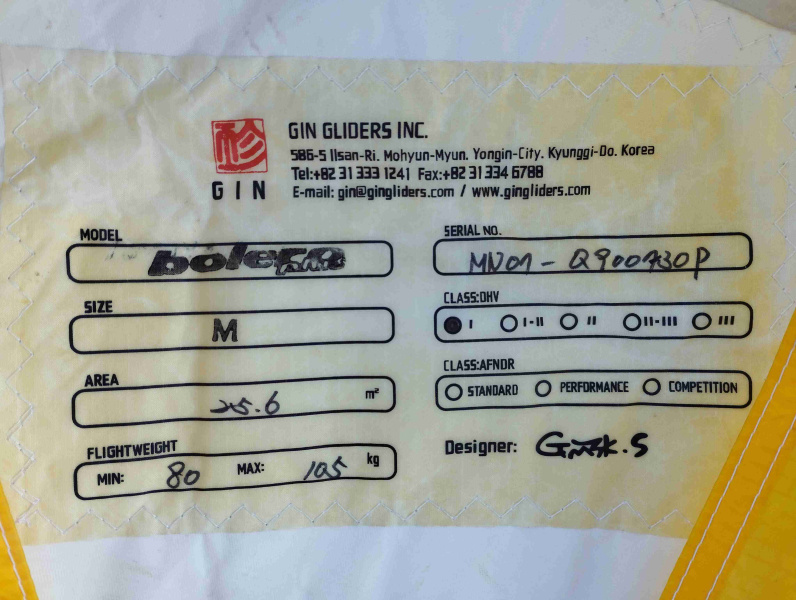 GIN GLIDERS INC.
586-5 Ilsan-Ri. Mohyun-Myun. Yongin-City. Kyunggi-Do. Korea
Tel:+82 31 333 1241 Fax:+82 31 334 6788
E-mail: gin@gingliders.com / www.gingliders.com
GIN
MODEL
bolero
SIZE
M
AREA
25.6 m²
FLIGHTWEIGHT
MIN: 80 MAX: 105 kg
SERIAL NO.
CLASS:DHV
I I-II II II-III III
CLASS:AFNOR
STANDARD PERFORMANCE COMPETITION
Designer: